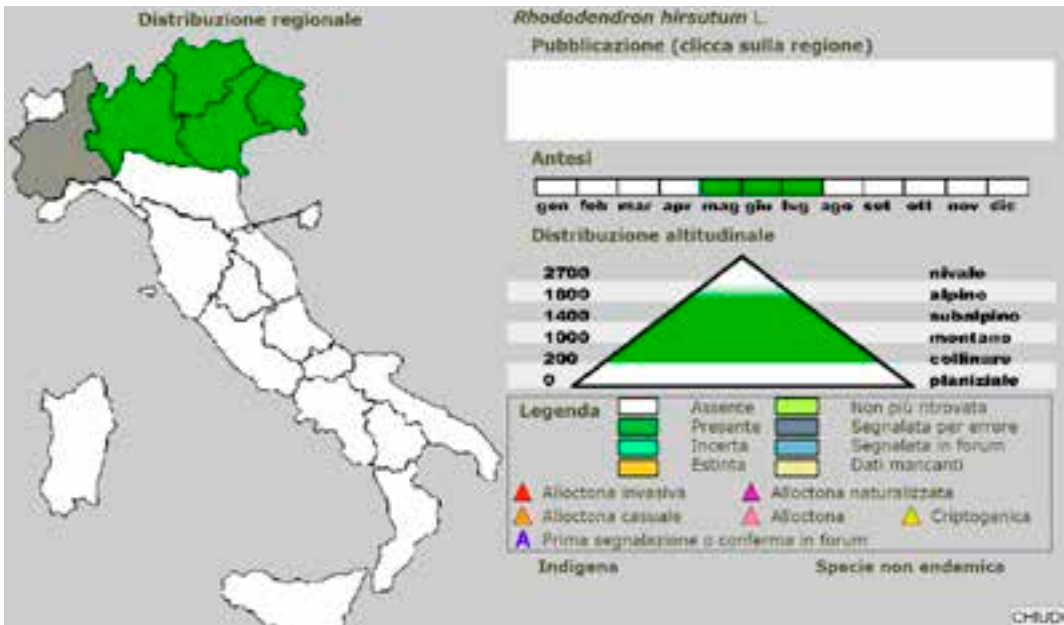 Distribuzione regionale
Rhododendron hirsutum L.
Pubblicazione (clicca sulla regione)
Antesi
gen feb mar apr mag giu lug ago set ott nov dic
Distribuzione altitudinale
2700 nivale
1800 alpino
1400 subalpino
1000 montano
200 collinare
0 planiziale
Legenda
Assente Non più ritrovata
Presente Segnalata per errore
Incerta Segnalata in forum
Estinta Dati mancanti
Alloctona invasiva Alloctona naturalizzata
Alloctona casuale Alloctona Criptogenica
A Prima segnalazione o conferma in forum
Indigena Specie non endemica
CHIUDI